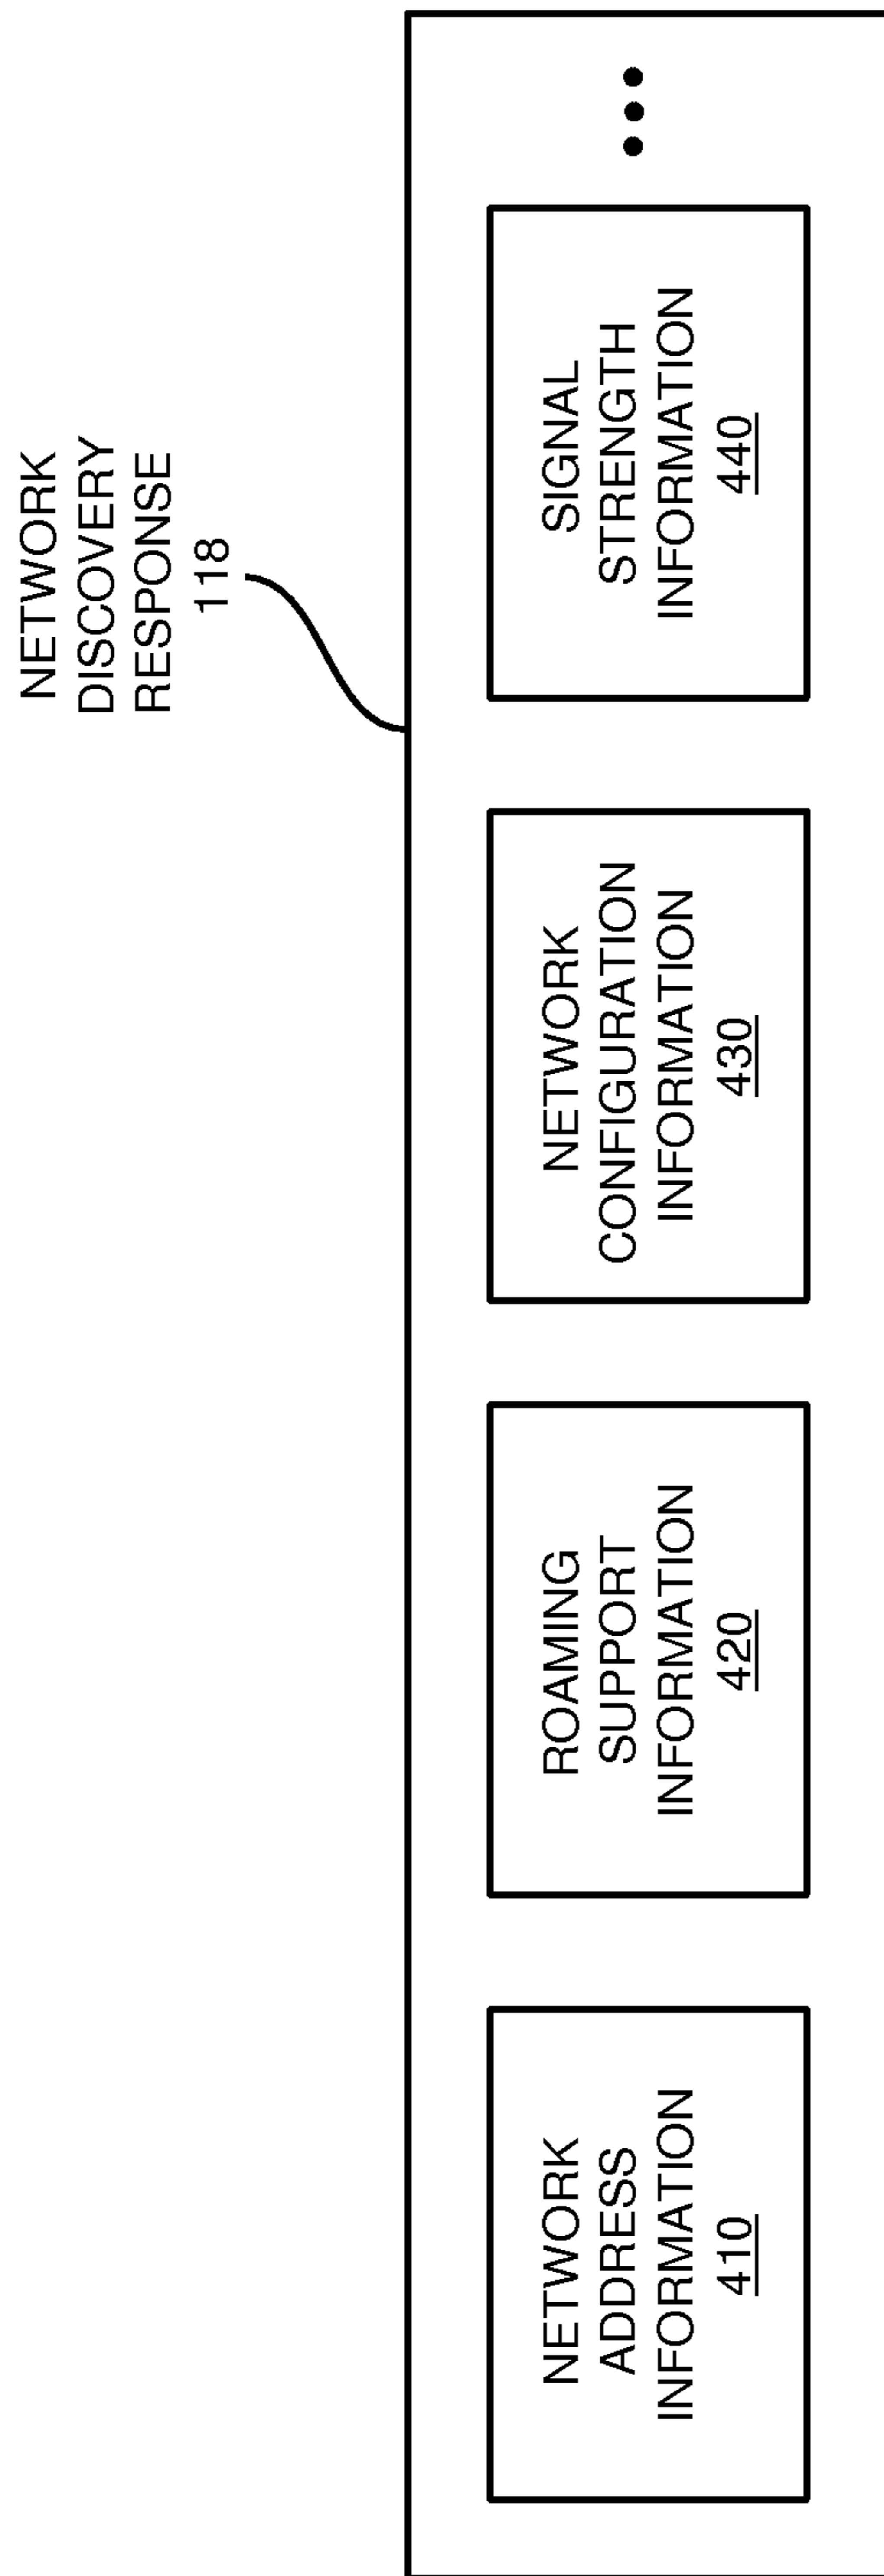 NETWORK
DISCOVERY
RESPONSE
118
NETWORK
ADDRESS
INFORMATION
410
ROAMING
SUPPORT
INFORMATION
420
NETWORK
CONFIGURATION
INFORMATION
430
SIGNAL
STRENGTH
INFORMATION
440